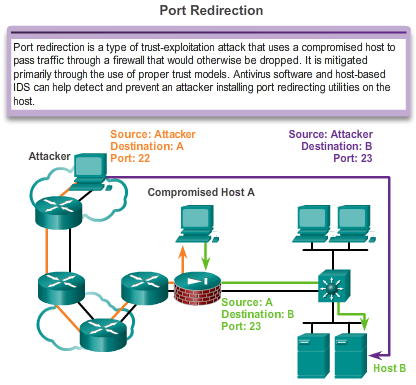 Port Redirection
Port redirection is a type of trust-exploitation attack that uses a compromised host to
pass traffic through a firewall that would otherwise be dropped. It is mitigated
primarily through the use of proper trust models. Antivirus software and host-based
IDS can help detect and prevent an attacker installing port redirecting utilities on the
host.
Source: Attacker
Destination: A
Port: 22
Source: Attacker
Destination: B
Port: 23
Attacker
Compromised Host A
Source: A
Destination: B
Port: 23
Host B